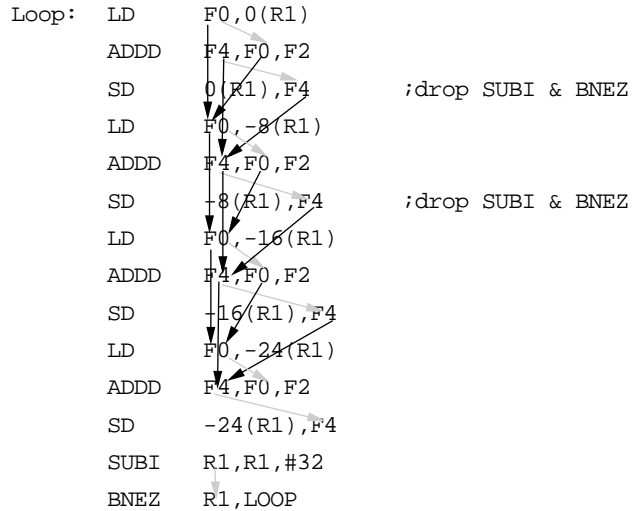 Loop: LD F0,0(R1)
ADDD F4,F0,F2
SD 0(R1),F4 ;drop SUBI & BNEZ
LD F0,-8(R1)
ADDD F4,F0,F2
SD -8(R1),F4 ;drop SUBI & BNEZ
LD F0,-16(R1)
ADDD F4,F0,F2
SD -16(R1),F4
LD F0,-24(R1)
ADDD F4,F0,F2
SD -24(R1),F4
SUBI R1,R1,#32
BNEZ R1,LOOP